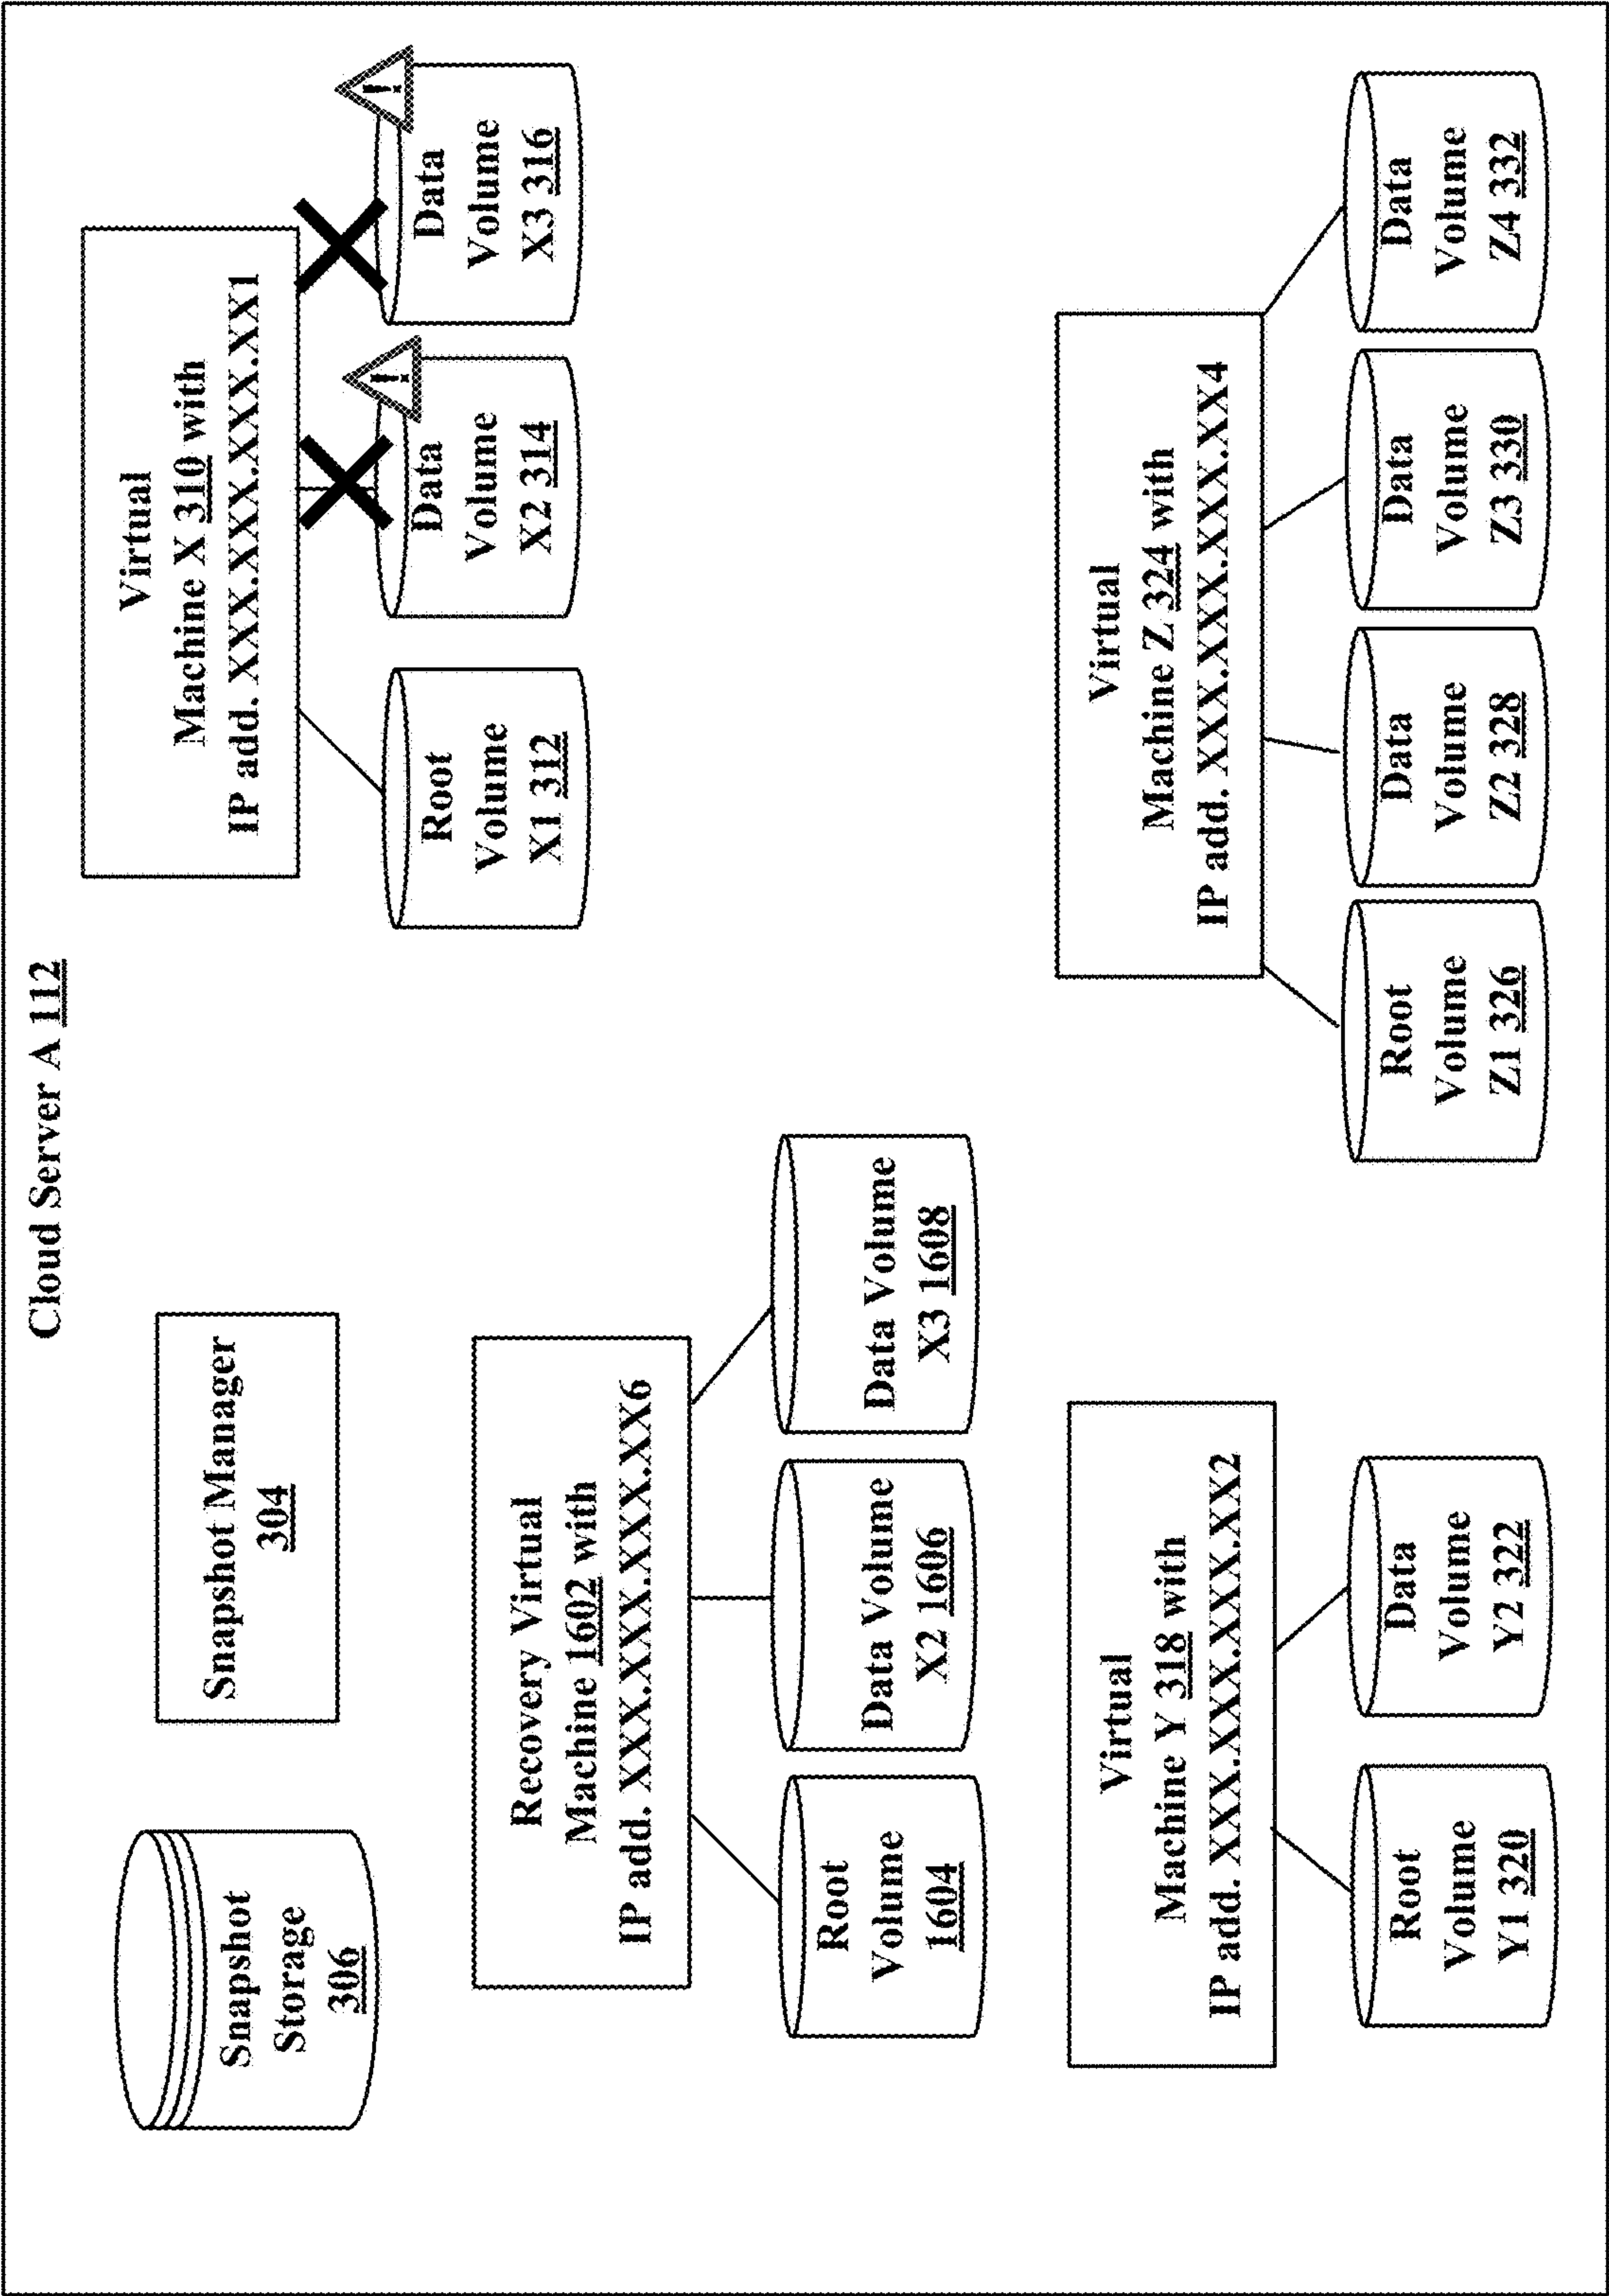 Cloud Server A 112
Snapshot
Storage
306
Snapshot Manager
304
Virtual
Machine X 310 with
IP add. XXX.XXX.XXX.XX1
Root
Volume
X1 312
Data
Volume
X2 314
!
Data
Volume
X3 316
!
Recovery Virtual
Machine 1602 with
IP add. XXX.XXX.XXX.XX6
Root
Volume
1604
Data Volume
X2 1606
Data Volume
X3 1608
Virtual
Machine Y 318 with
IP add. XXX.XXX.XXX.XX2
Root
Volume
Y1 320
Data
Volume
Y2 322
Virtual
Machine Z 324 with
IP add. XXX.XXX.XXX.XX4
Root
Volume
Z1 326
Data
Volume
Z2 328
Data
Volume
Z3 330
Data
Volume
Z4 332